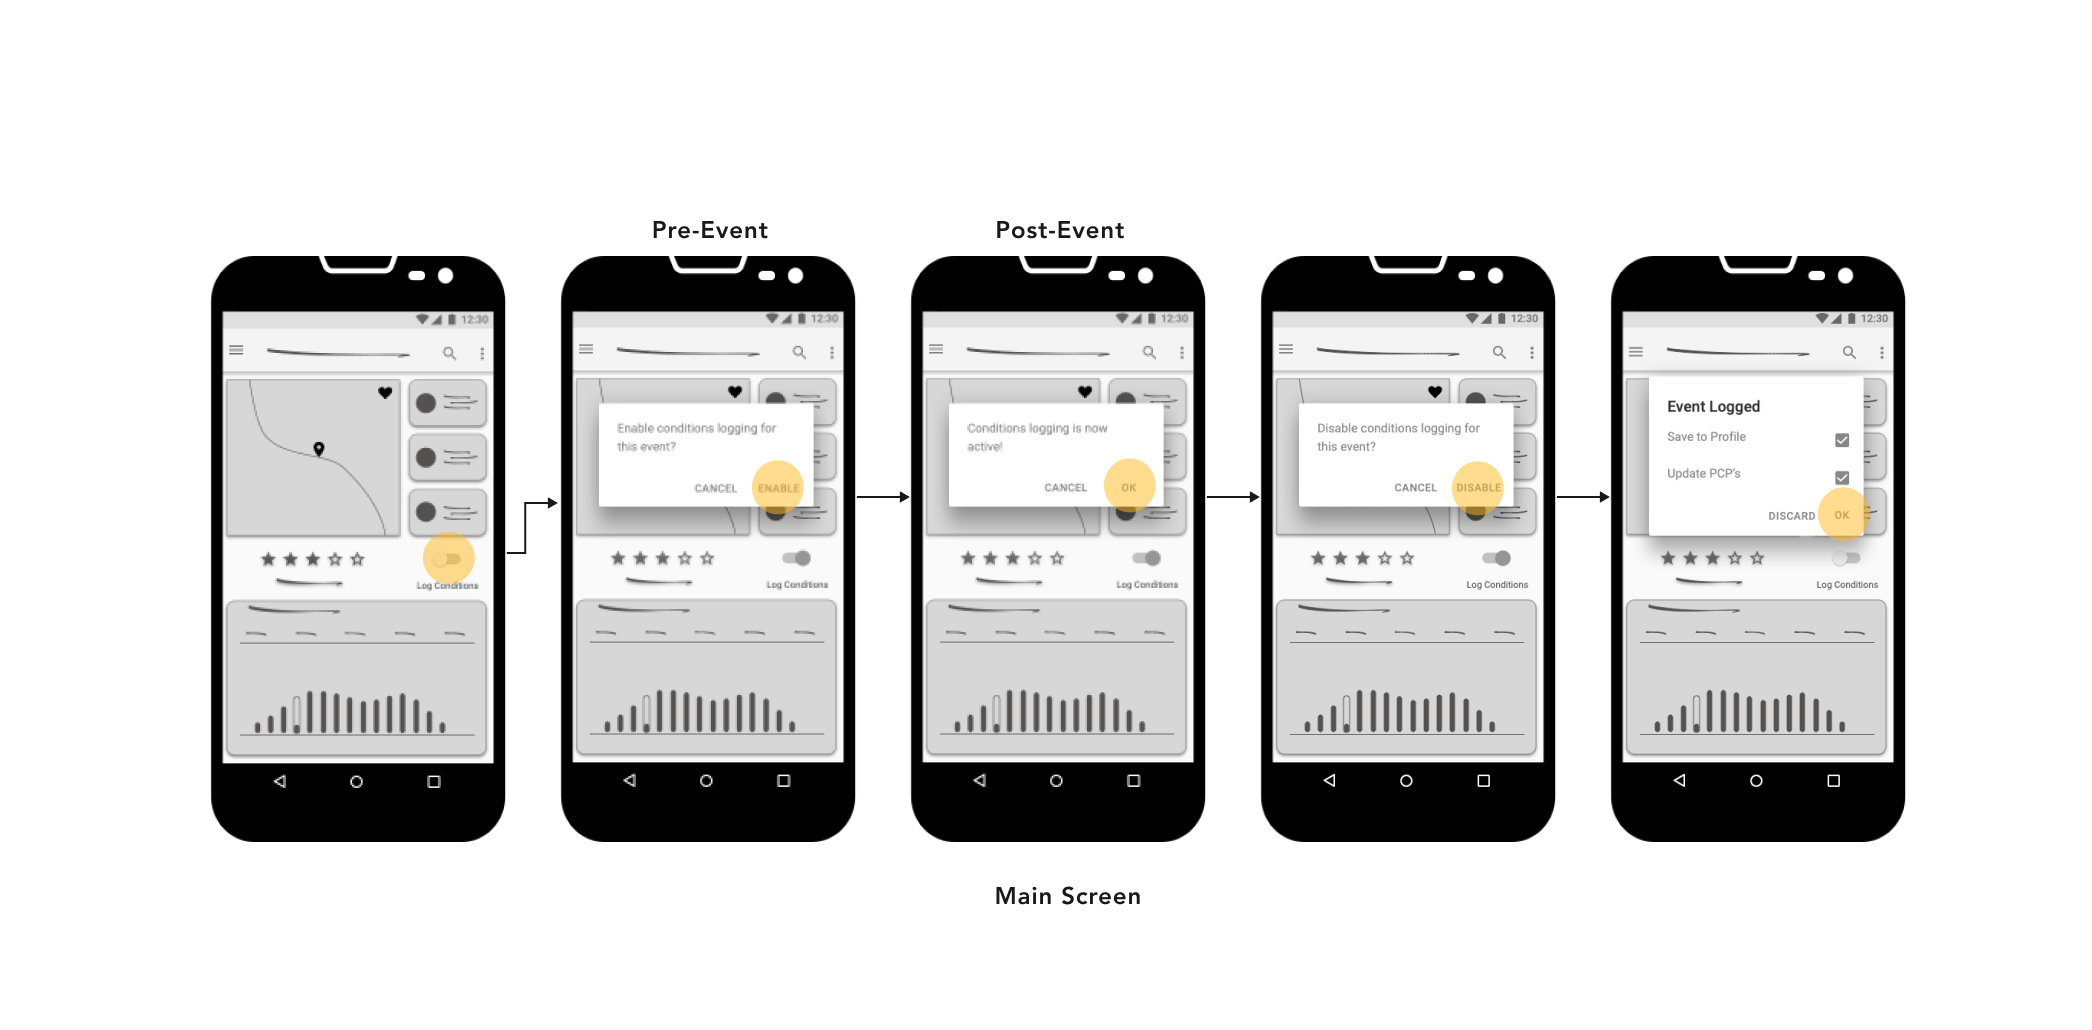 Pre-Event
Post-Event
12:30
Log Conditions
12:30
Enable conditions logging for
this event?
CANCEL ENABLE
Log Conditions
12:30
Conditions logging is now
active!
CANCEL OK
Log Conditions
12:30
Disable conditions logging for
this event?
CANCEL DISABLE
Log Conditions
12:30
Event Logged
Save to Profile
Update PCP's
DISCARD OK
Log Conditions
Main Screen